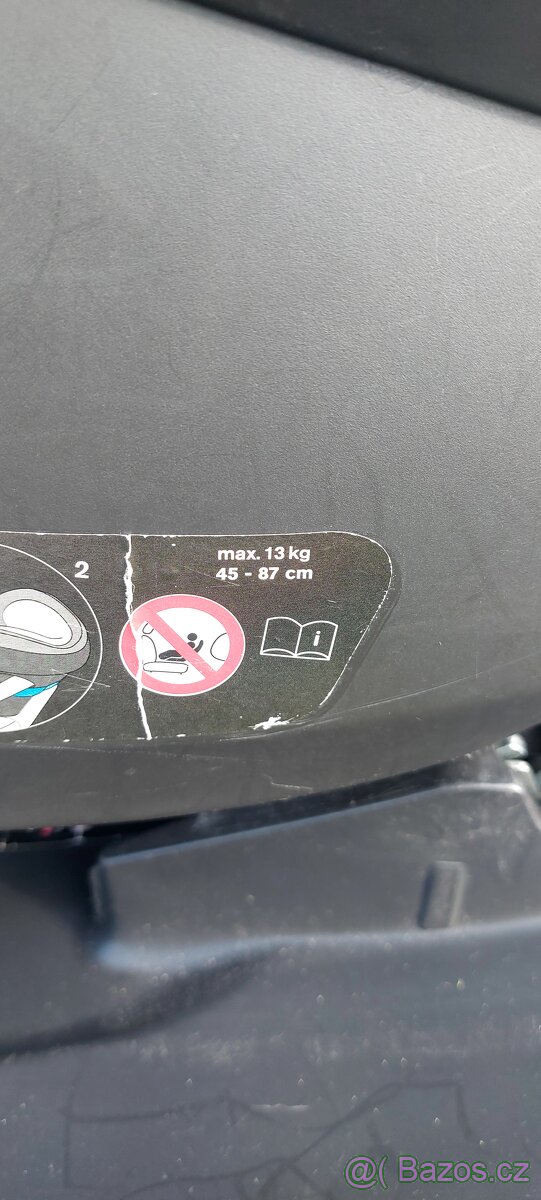 max. 13 kg
45 - 87 cm
2
i
@( Bazos.cz